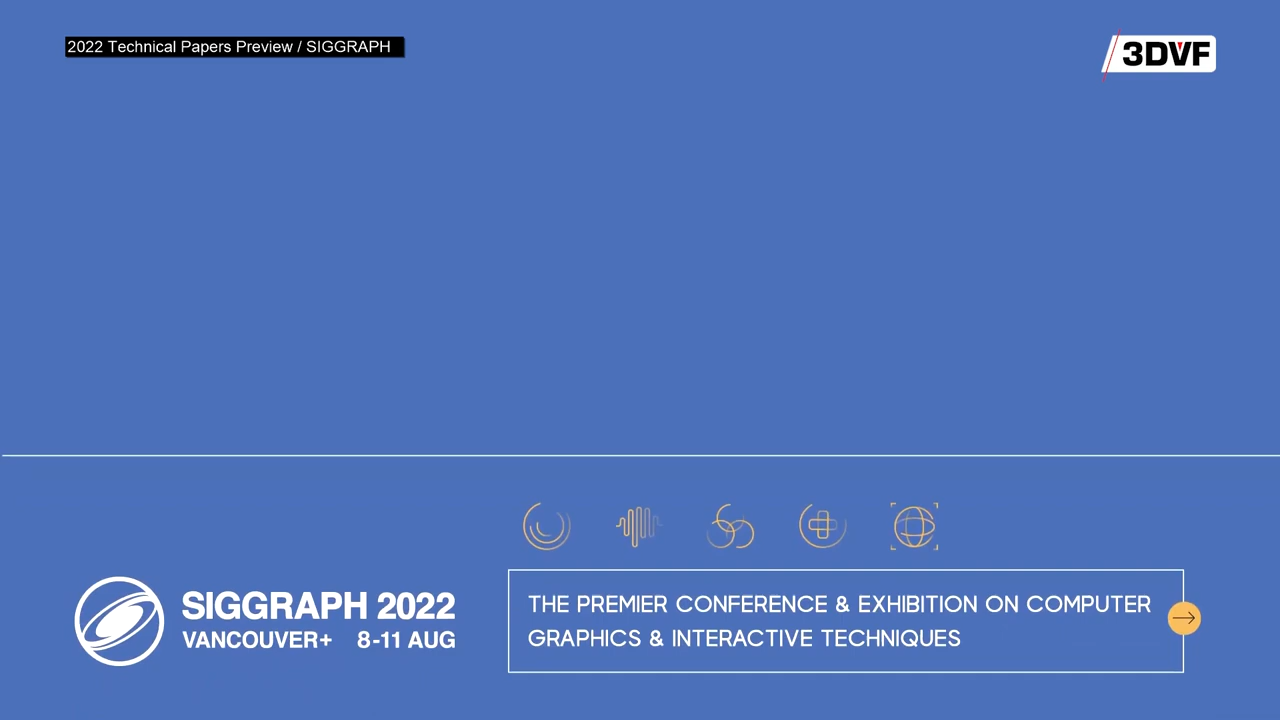 2022 Technical Papers Preview / SIGGRAPH
3DVF
SIGGRAPH 2022
VANCOUVER+ 8-11 AUG
THE PREMIER CONFERENCE & EXHIBITION ON COMPUTER
GRAPHICS & INTERACTIVE TECHNIQUES